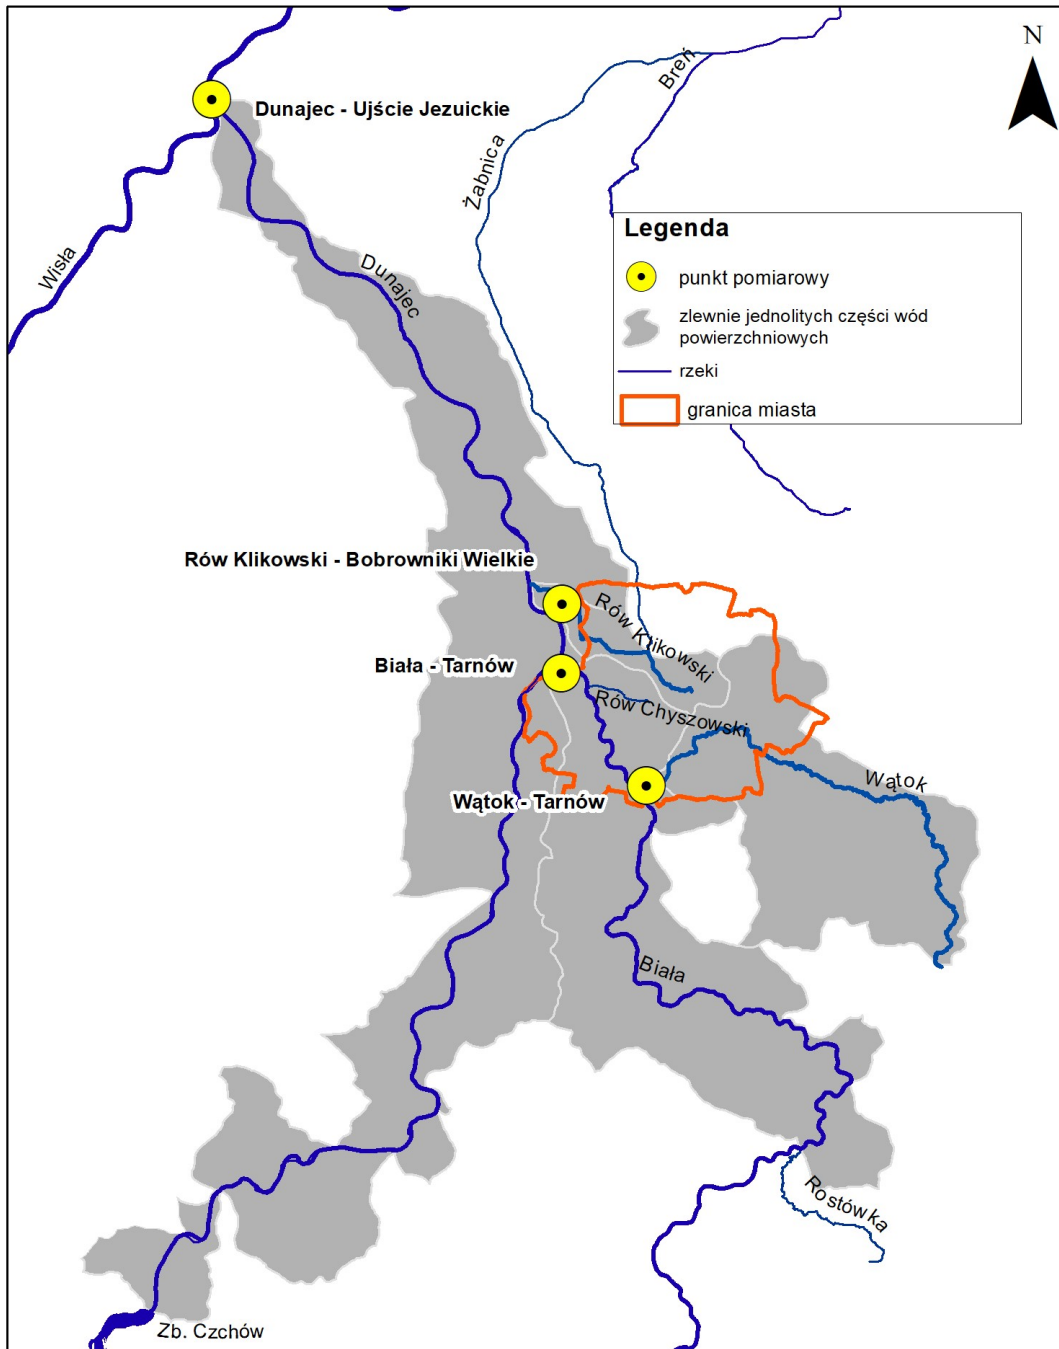 N
Dunajec - Ujście Jezuickie
Breń
Żabnica
Wisła
Dunajec
Legenda
punkt pomiarowy
zlewnie jednolitych części wód
powierzchniowych
rzeki
granica miasta
Rów Klikowski - Bobrowniki Wielkie
Rów Klikowski
Biała - Tarnów
Rów Chyszowski
Wątok
Wątok - Tarnów
Biała
Rostówka
Zb. Czchów